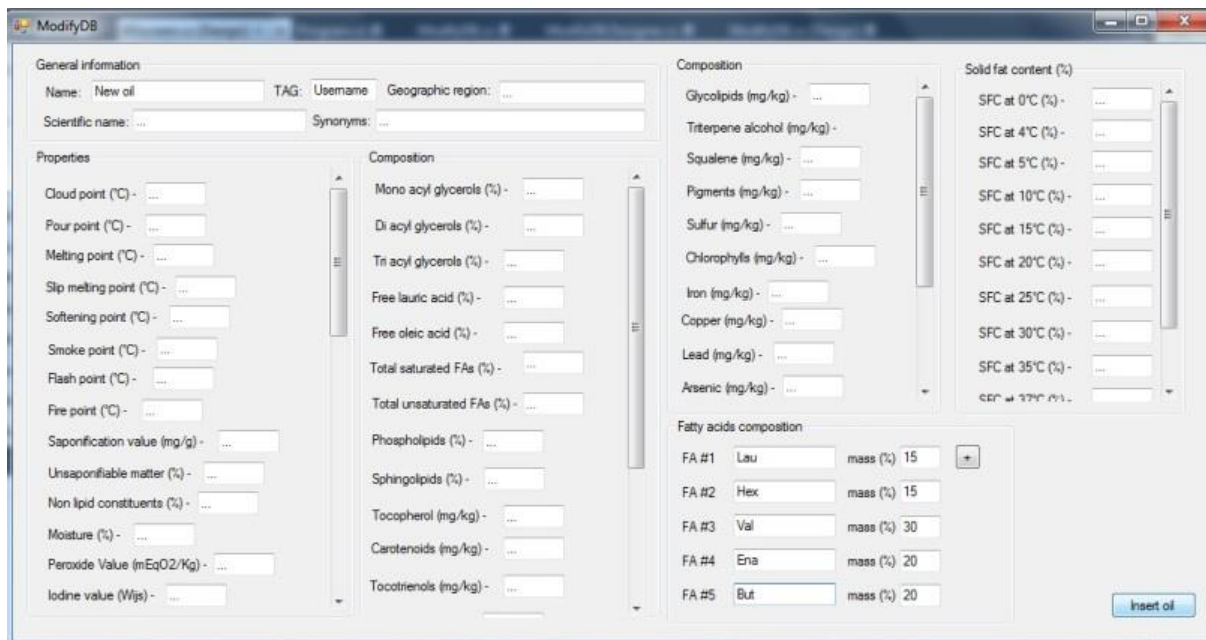 ModifyDB
General information
Name: New oil TAG: Username Geographic region: ...
Scientific name: ... Synonyms: ...
Properties
Cloud point (°C) - ...
Pour point (°C) - ...
Melting point (°C) - ...
Slip melting point (°C) - ...
Softening point (°C) - ...
Smoke point (°C) - ...
Flash point (°C) - ...
Fire point (°C) - ...
Saponification value (mg/g) - ...
Unsaponifiable matter (%) - ...
Non lipid constituents (%) - ...
Moisture (%) - ...
Peroxide Value (mEqO2/Kg) - ...
Iodine value (Wijs) - ...
Composition
Mono acyl glycerols (%) - ...
Di acyl glycerols (%) - ...
Tri acyl glycerols (%) - ...
Free lauric acid (%) - ...
Free oleic acid (%) - ...
Total saturated FAs (%) - ...
Total unsaturated FAs (%) - ...
Phospholipids (%) - ...
Sphingolipids (%) - ...
Tocopherol (mg/kg) - ...
Carotenoids (mg/kg) - ...
Tocotrienols (mg/kg) - ...
Composition
Glycolipids (mg/kg) - ...
Triterpene alcohol (mg/kg) -
Squalene (mg/kg) - ...
Pigments (mg/kg) - ...
Sulfur (mg/kg) - ...
Chlorophylls (mg/kg) - ...
Iron (mg/kg) - ...
Copper (mg/kg) - ...
Lead (mg/kg) - ...
Arsenic (mg/kg) - ...
Solid fat content (%)
SFC at 0°C (%) - ...
SFC at 4°C (%) - ...
SFC at 5°C (%) - ...
SFC at 10°C (%) - ...
SFC at 15°C (%) - ...
SFC at 20°C (%) - ...
SFC at 25°C (%) - ...
SFC at 30°C (%) - ...
SFC at 35°C (%) - ...
SFC at 37°C (%) - ...
Fatty acids composition
FA #1 Lau mass (%) 15 +
FA #2 Hex mass (%) 15
FA #3 Val mass (%) 30
FA #4 Ena mass (%) 20
FA #5 But mass (%) 20
Insert oil